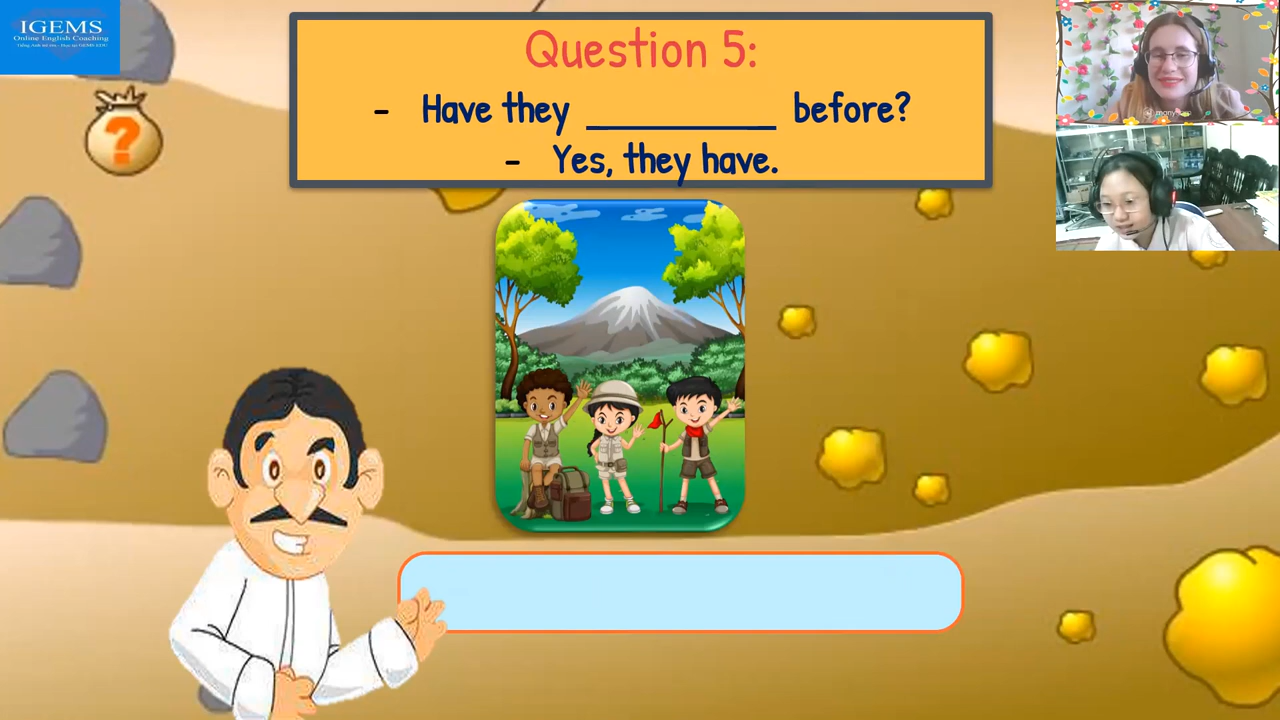 IGEMS
Online English Coaching
Question 5:
- Have they __________ before?
- Yes, they have.
?